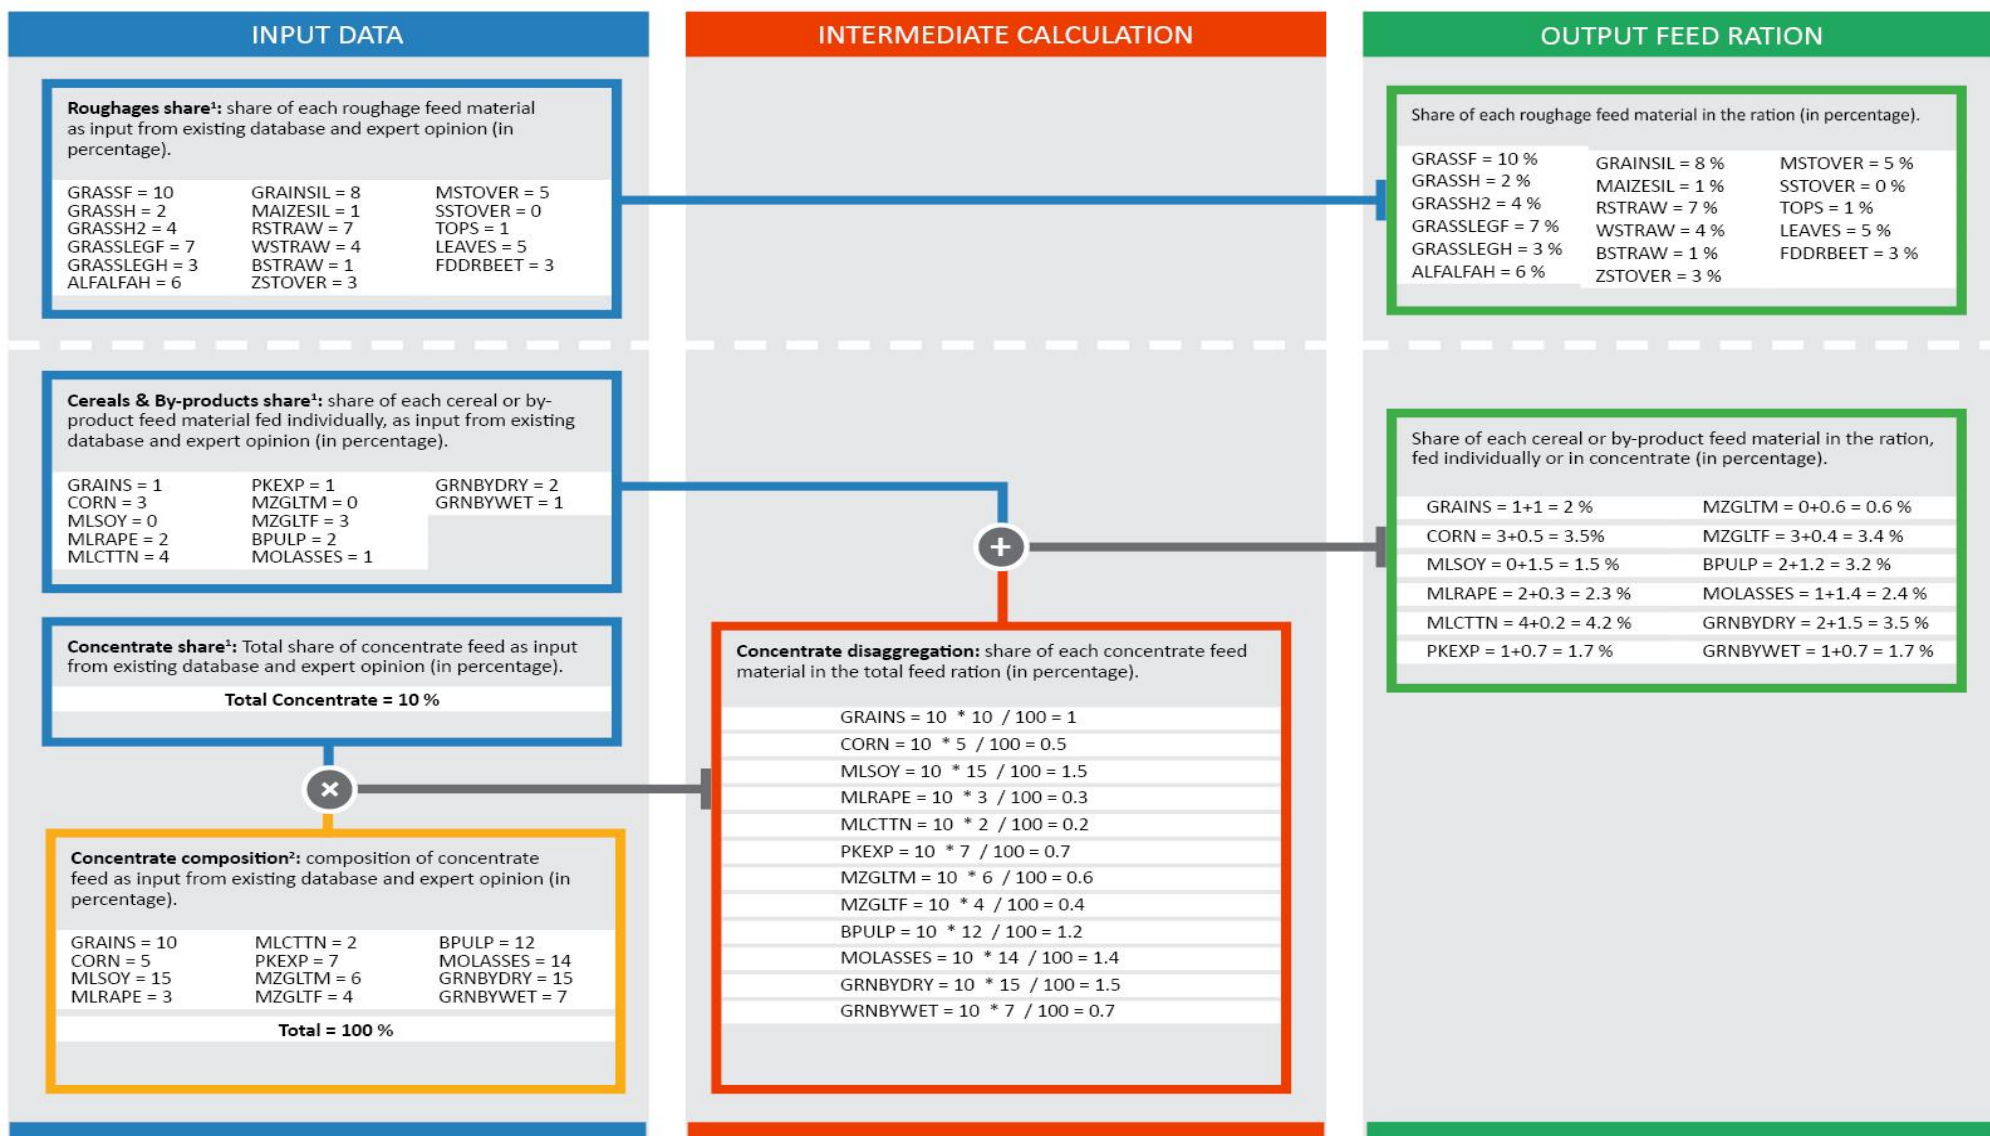 INPUT DATA
Roughages share¹: share of each roughage feed material
as input from existing database and expert opinion (in
percentage).
GRASSF = 10
GRASSH = 2
GRASSH2 = 4
GRASSLEGF = 7
GRASSLEGH = 3
ALFALFAH = 6
GRAINSIL = 8
MAIZESIL = 1
RSTRAW = 7
WSTRAW = 4
BSTRAW = 1
ZSTOVER = 3
MSTOVER = 5
SSTOVER = 0
TOPS = 1
LEAVES = 5
FDDRBEET = 3
Cereals & By-products share¹: share of each cereal or by-
product feed material fed individually, as input from existing
database and expert opinion (in percentage).
GRAINS = 1
CORN = 3
MLSOY = 0
MLRAPE = 2
MLCTTN = 4
PKEXP = 1
MZGLTM = 0
MZGLTF = 3
BPULP = 2
MOLASSES = 1
GRNBYDRY = 2
GRNBYWET = 1
Concentrate share¹: Total share of concentrate feed as input
from existing database and expert opinion (in percentage).
Total Concentrate = 10 %
×
Concentrate composition²: composition of concentrate
feed as input from existing database and expert opinion (in
percentage).
GRAINS = 10
CORN = 5
MLSOY = 15
MLRAPE = 3
MLCTTN = 2
PKEXP = 7
MZGLTM = 6
MZGLTF = 4
BPULP = 12
MOLASSES = 14
GRNBYDRY = 15
GRNBYWET = 7
Total = 100 %
INTERMEDIATE CALCULATION
+
Concentrate disaggregation: share of each concentrate feed
material in the total feed ration (in percentage).
GRAINS = 10 * 10 / 100 = 1
CORN = 10 * 5 / 100 = 0.5
MLSOY = 10 * 15 / 100 = 1.5
MLRAPE = 10 * 3 / 100 = 0.3
MLCTTN = 10 * 2 / 100 = 0.2
PKEXP = 10 * 7 / 100 = 0.7
MZGLTM = 10 * 6 / 100 = 0.6
MZGLTF = 10 * 4 / 100 = 0.4
BPULP = 10 * 12 / 100 = 1.2
MOLASSES = 10 * 14 / 100 = 1.4
GRNBYDRY = 10 * 15 / 100 = 1.5
GRNBYWET = 10 * 7 / 100 = 0.7
OUTPUT FEED RATION
Share of each roughage feed material in the ration (in percentage).
GRASSF = 10 %
GRASSH = 2 %
GRASSH2 = 4 %
GRASSLEGF = 7 %
GRASSLEGH = 3 %
ALFALFAH = 6 %
GRAINSIL = 8 %
MAIZESIL = 1 %
RSTRAW = 7 %
WSTRAW = 4 %
BSTRAW = 1 %
ZSTOVER = 3 %
MSTOVER = 5 %
SSTOVER = 0 %
TOPS = 1 %
LEAVES = 5 %
FDDRBEET = 3 %
Share of each cereal or by-product feed material in the ration,
fed individually or in concentrate (in percentage).
GRAINS = 1+1 = 2 %
CORN = 3+0.5 = 3.5%
MLSOY = 0+1.5 = 1.5 %
MLRAPE = 2+0.3 = 2.3 %
MLCTTN = 4+0.2 = 4.2 %
PKEXP = 1+0.7 = 1.7 %
MZGLTM = 0+0.6 = 0.6 %
MZGLTF = 3+0.4 = 3.4 %
BPULP = 2+1.2 = 3.2 %
MOLASSES = 1+1.4 = 2.4 %
GRNBYDRY = 2+1.5 = 3.5 %
GRNBYWET = 1+0.7 = 1.7 %